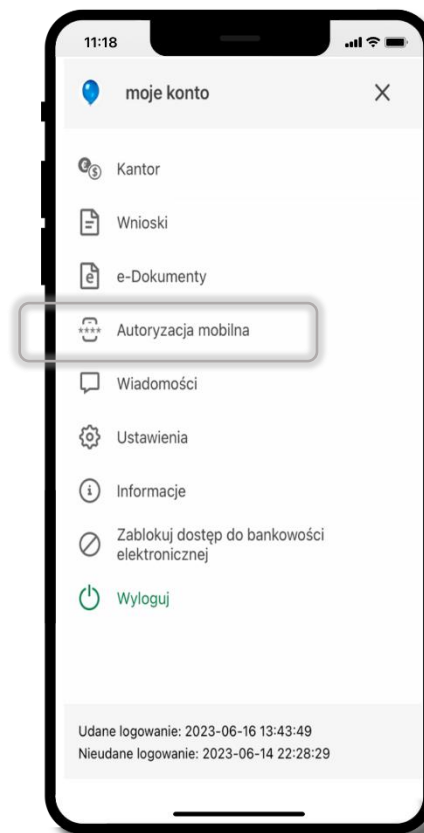 11:18
moje konto
Kantor
Wnioski
e-Dokumenty
Autoryzacja mobilna
Wiadomości
Ustawienia
Informacje
Zablokuj dostęp do bankowości
elektronicznej
Wyloguj
Udane logowanie: 2023-06-16 13:43:49
Nieudane logowanie: 2023-06-14 22:28:29